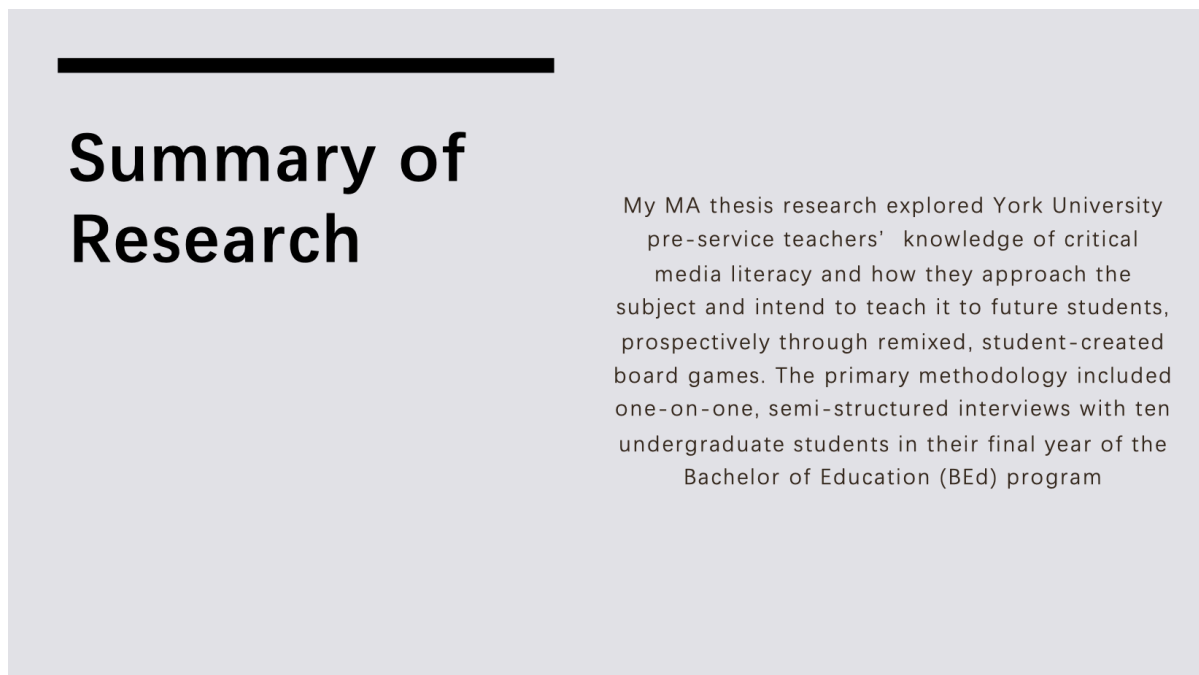 Summary of
Research
My MA thesis research explored York University
pre-service teachers’ knowledge of critical
media literacy and how they approach the
subject and intend to teach it to future students,
prospectively through remixed, student-created
board games. The primary methodology included
one-on-one, semi-structured interviews with ten
undergraduate students in their final year of the
Bachelor of Education (BEd) program